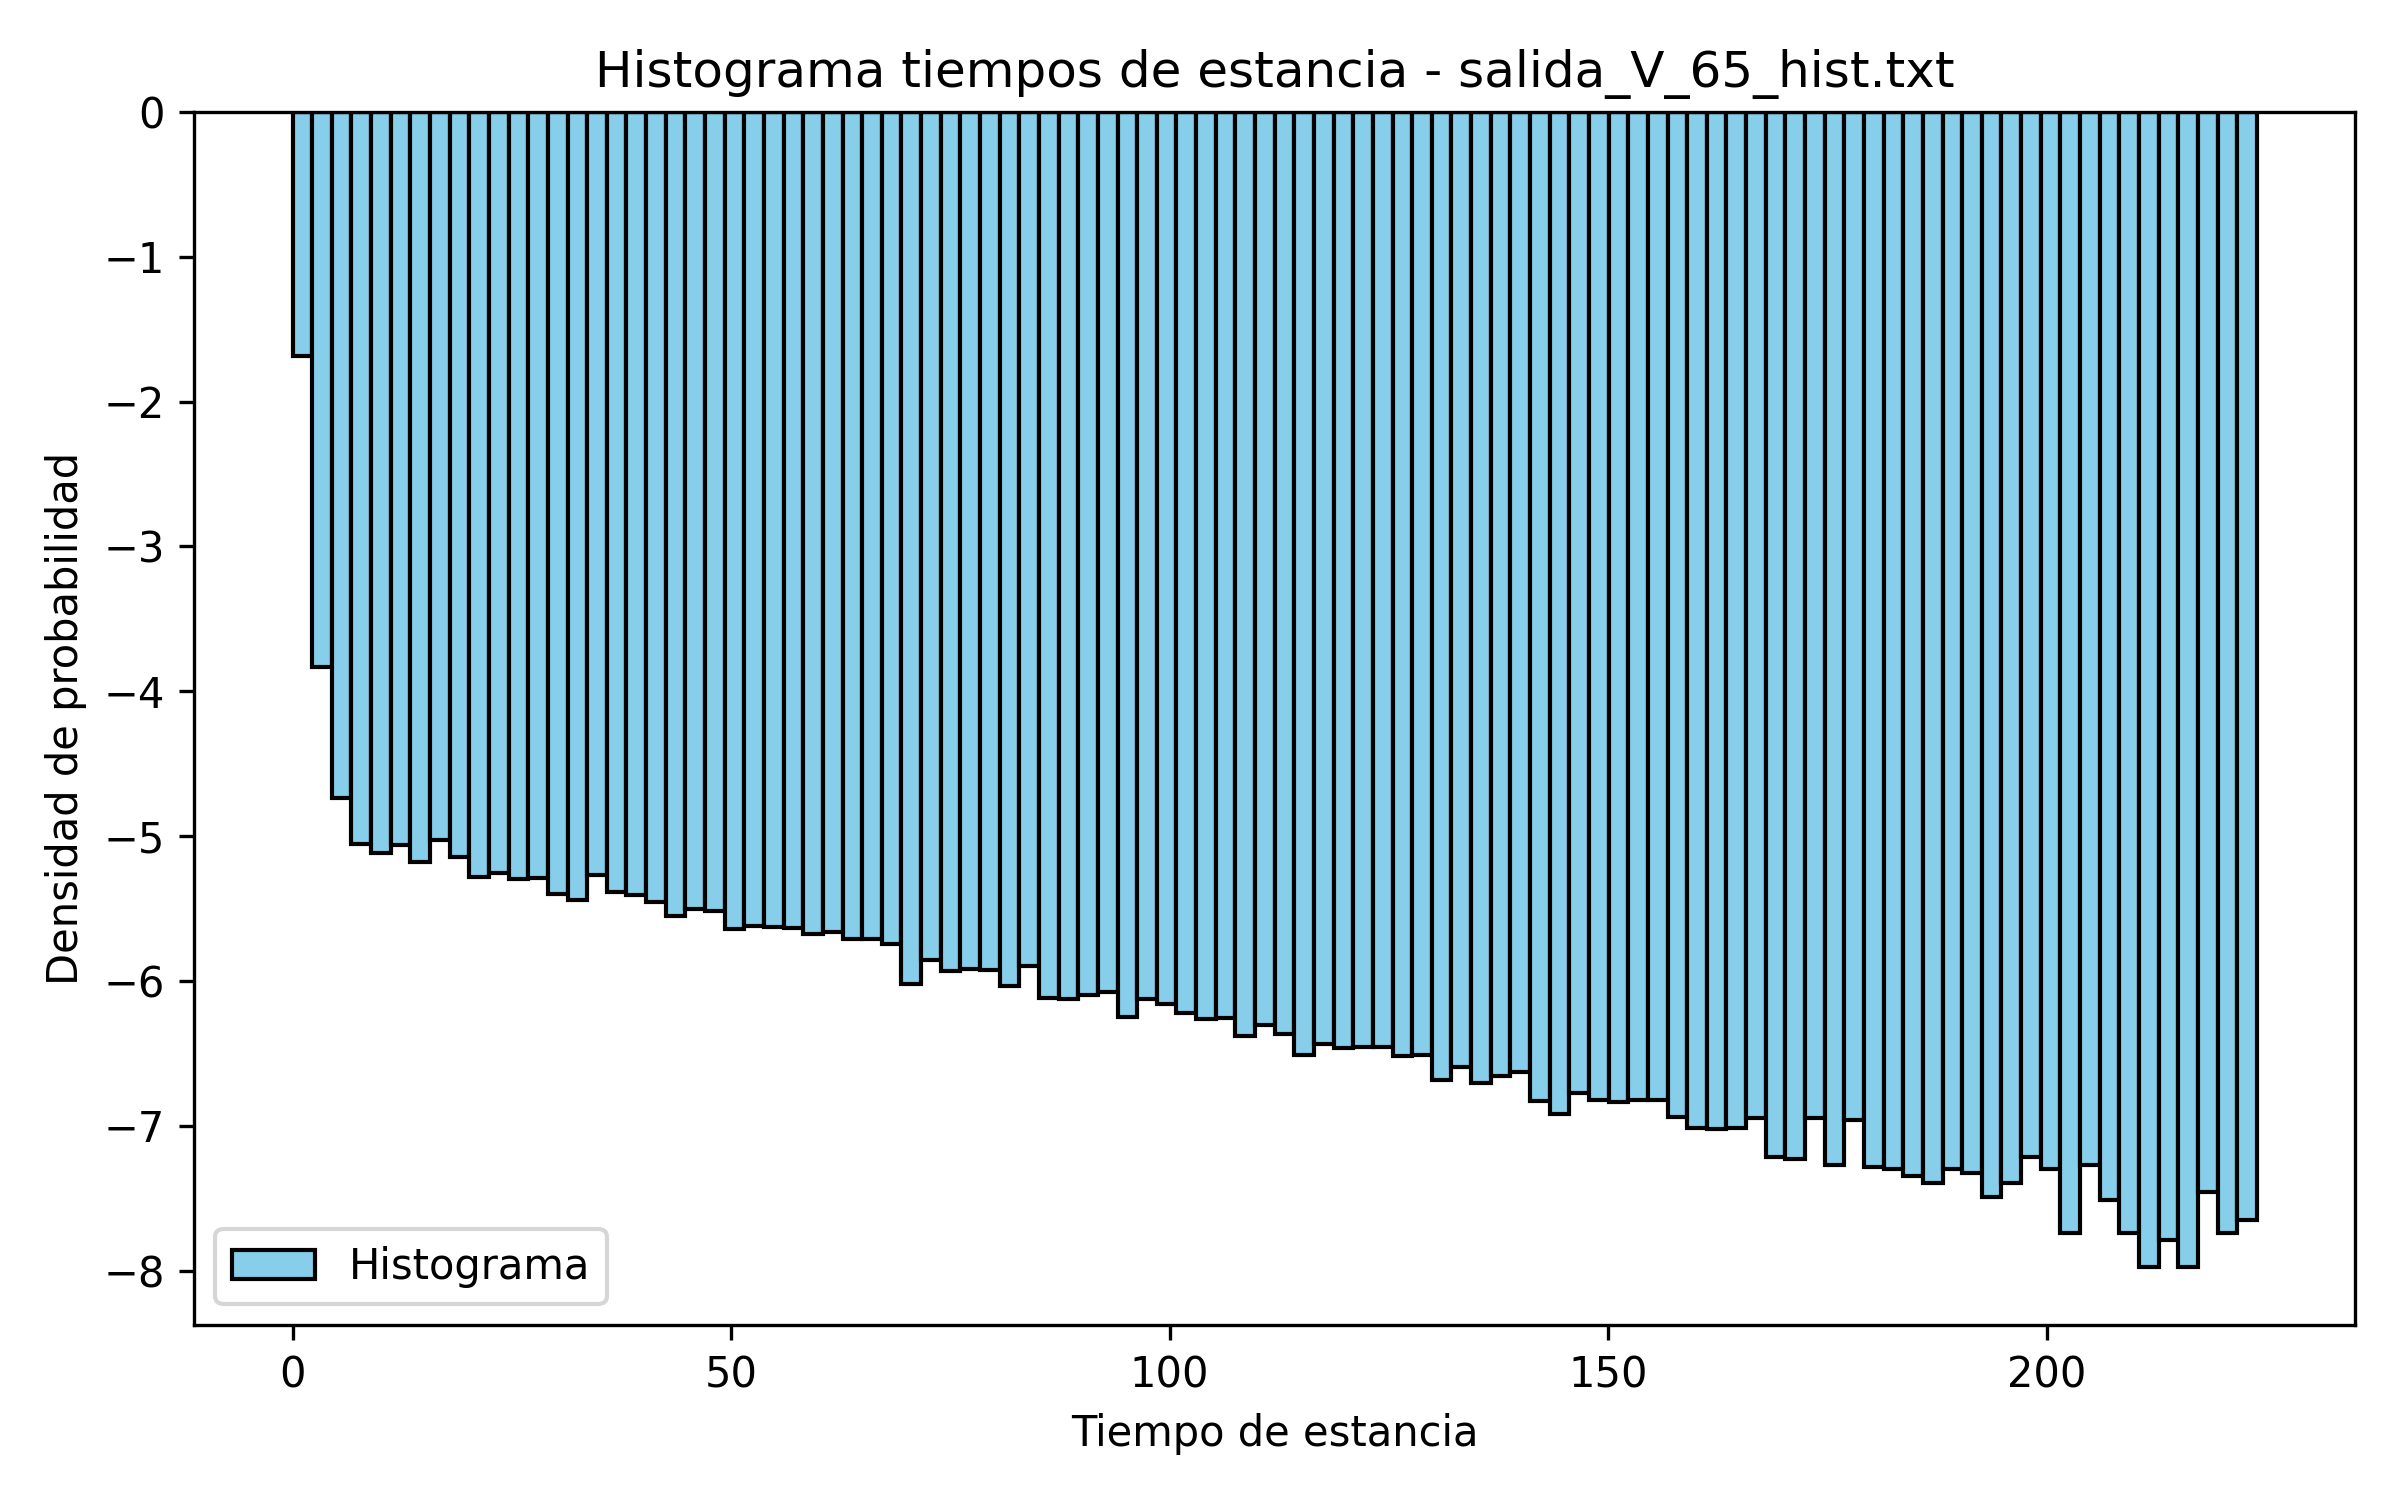 Histograma tiempos de estancia - salida_V_65_hist.txt
0
−1
−2
−3
−4
−5
−6
−7
−8
Densidad de probabilidad
Histograma
0 50 100 150 200
Tiempo de estancia